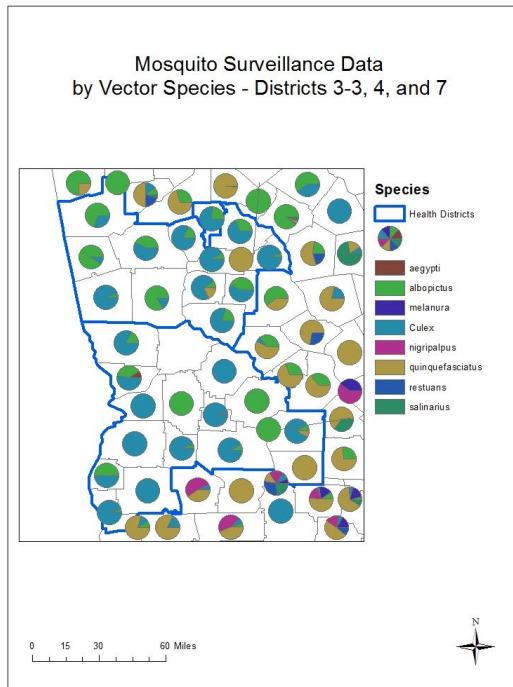 Mosquito Surveillance Data
by Vector Species - Districts 3-3, 4, and 7
Species
Health Districts
aegypti
albopictus
melanura
Culex
nigripalpus
quinquefasciatus
restuans
salinarius
0 15 30 60 Miles
N